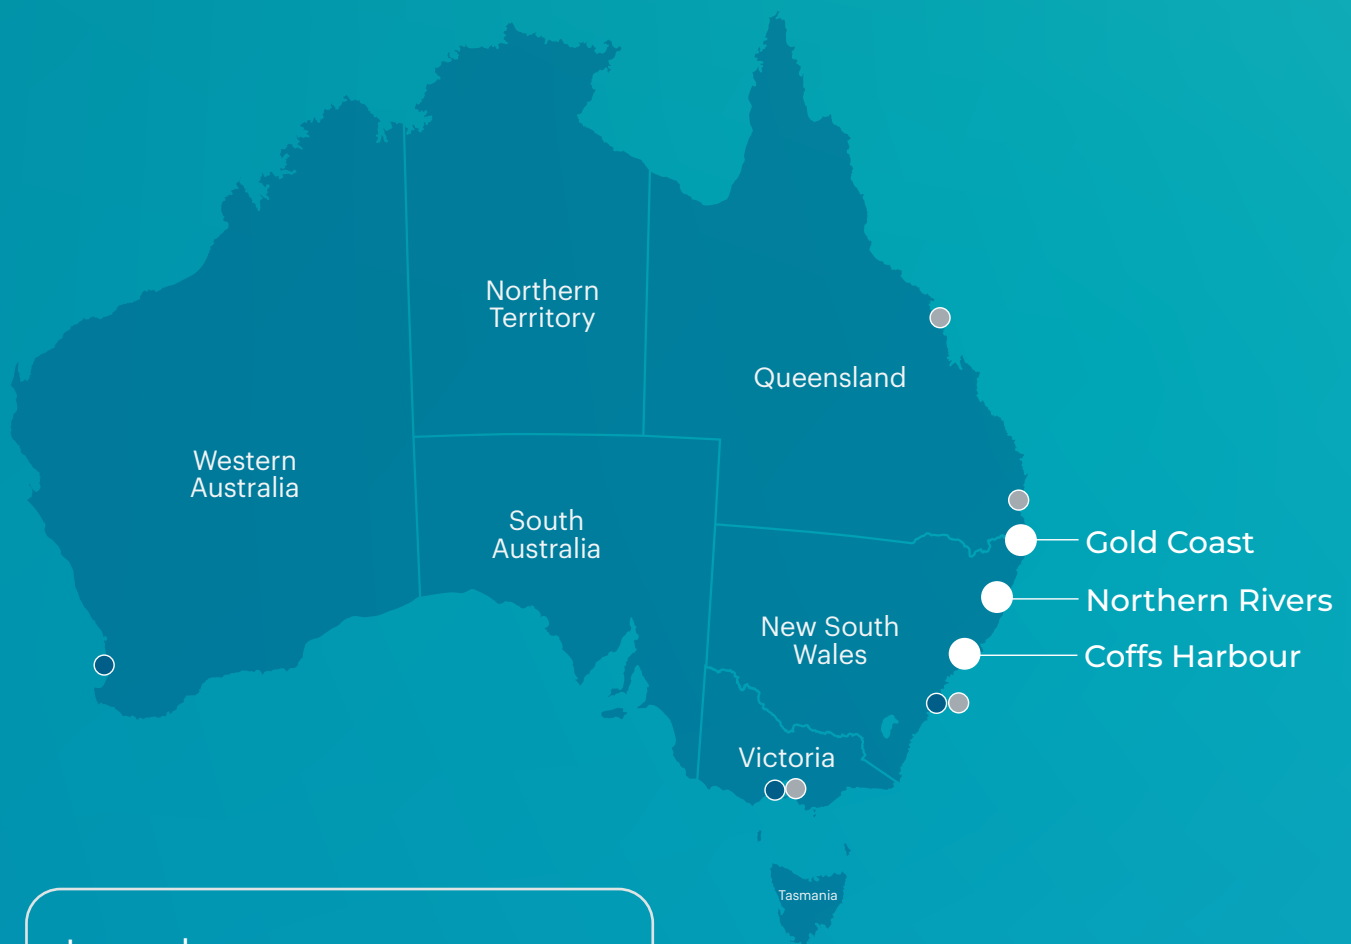 Northern
Territory
Queensland
Western
Australia
South
Australia
Gold Coast
Northern Rivers
New South
Wales
Coffs Harbour
Victoria
Tasmania